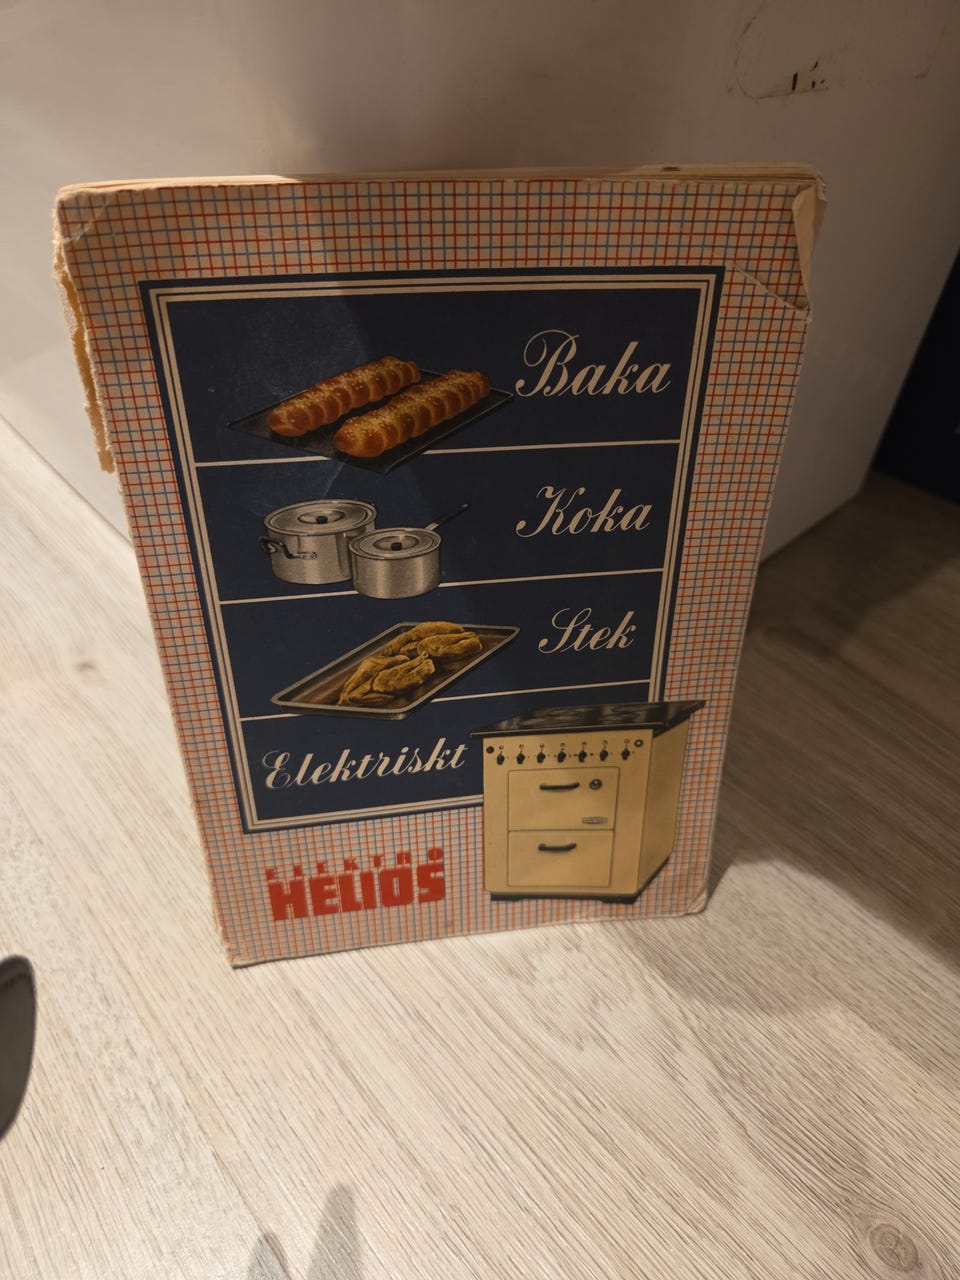 Baka
Koka
Stek
Elektriskt
ELEKTRO
HELIOS